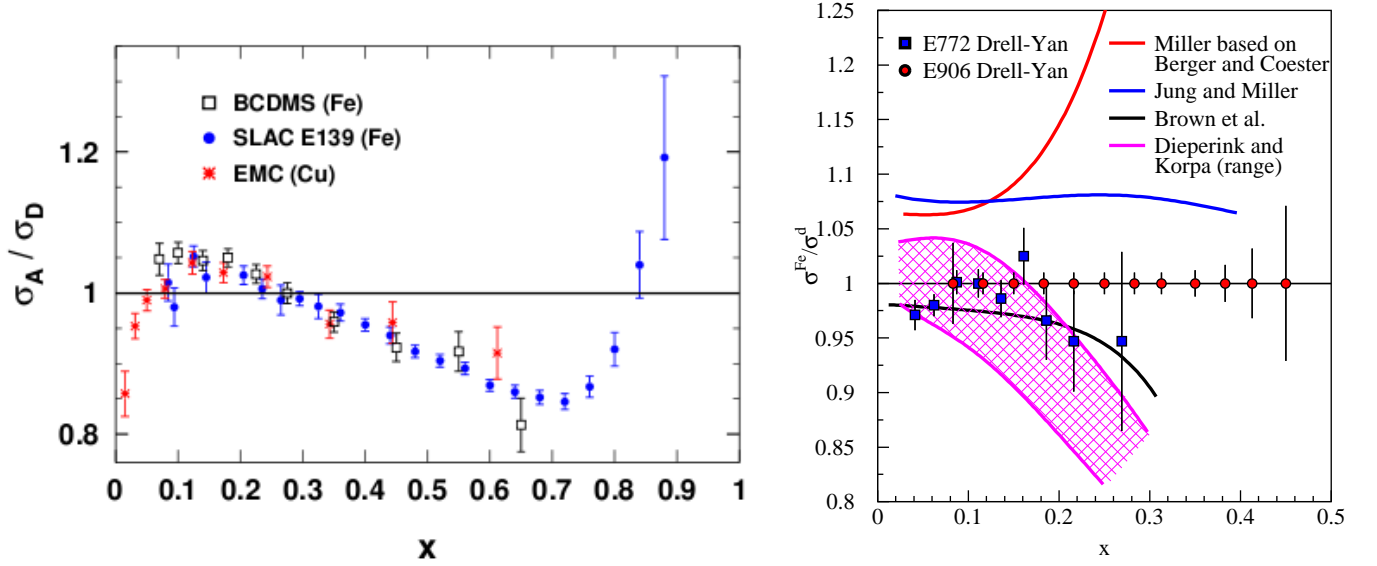 BCDMS (Fe)
SLAC E139 (Fe)
EMC (Cu)
σA / σD
1.2
1
0.8
0 0.1 0.2 0.3 0.4 0.5 0.6 0.7 0.8 0.9 1
x
E772 Drell-Yan
E906 Drell-Yan
Miller based on
Berger and Coester
Jung and Miller
Brown et al.
Dieperink and
Korpa (range)
σFe/σd
1.25
1.2
1.15
1.1
1.05
1
0.95
0.9
0.85
0.8
0 0.1 0.2 0.3 0.4 0.5
x